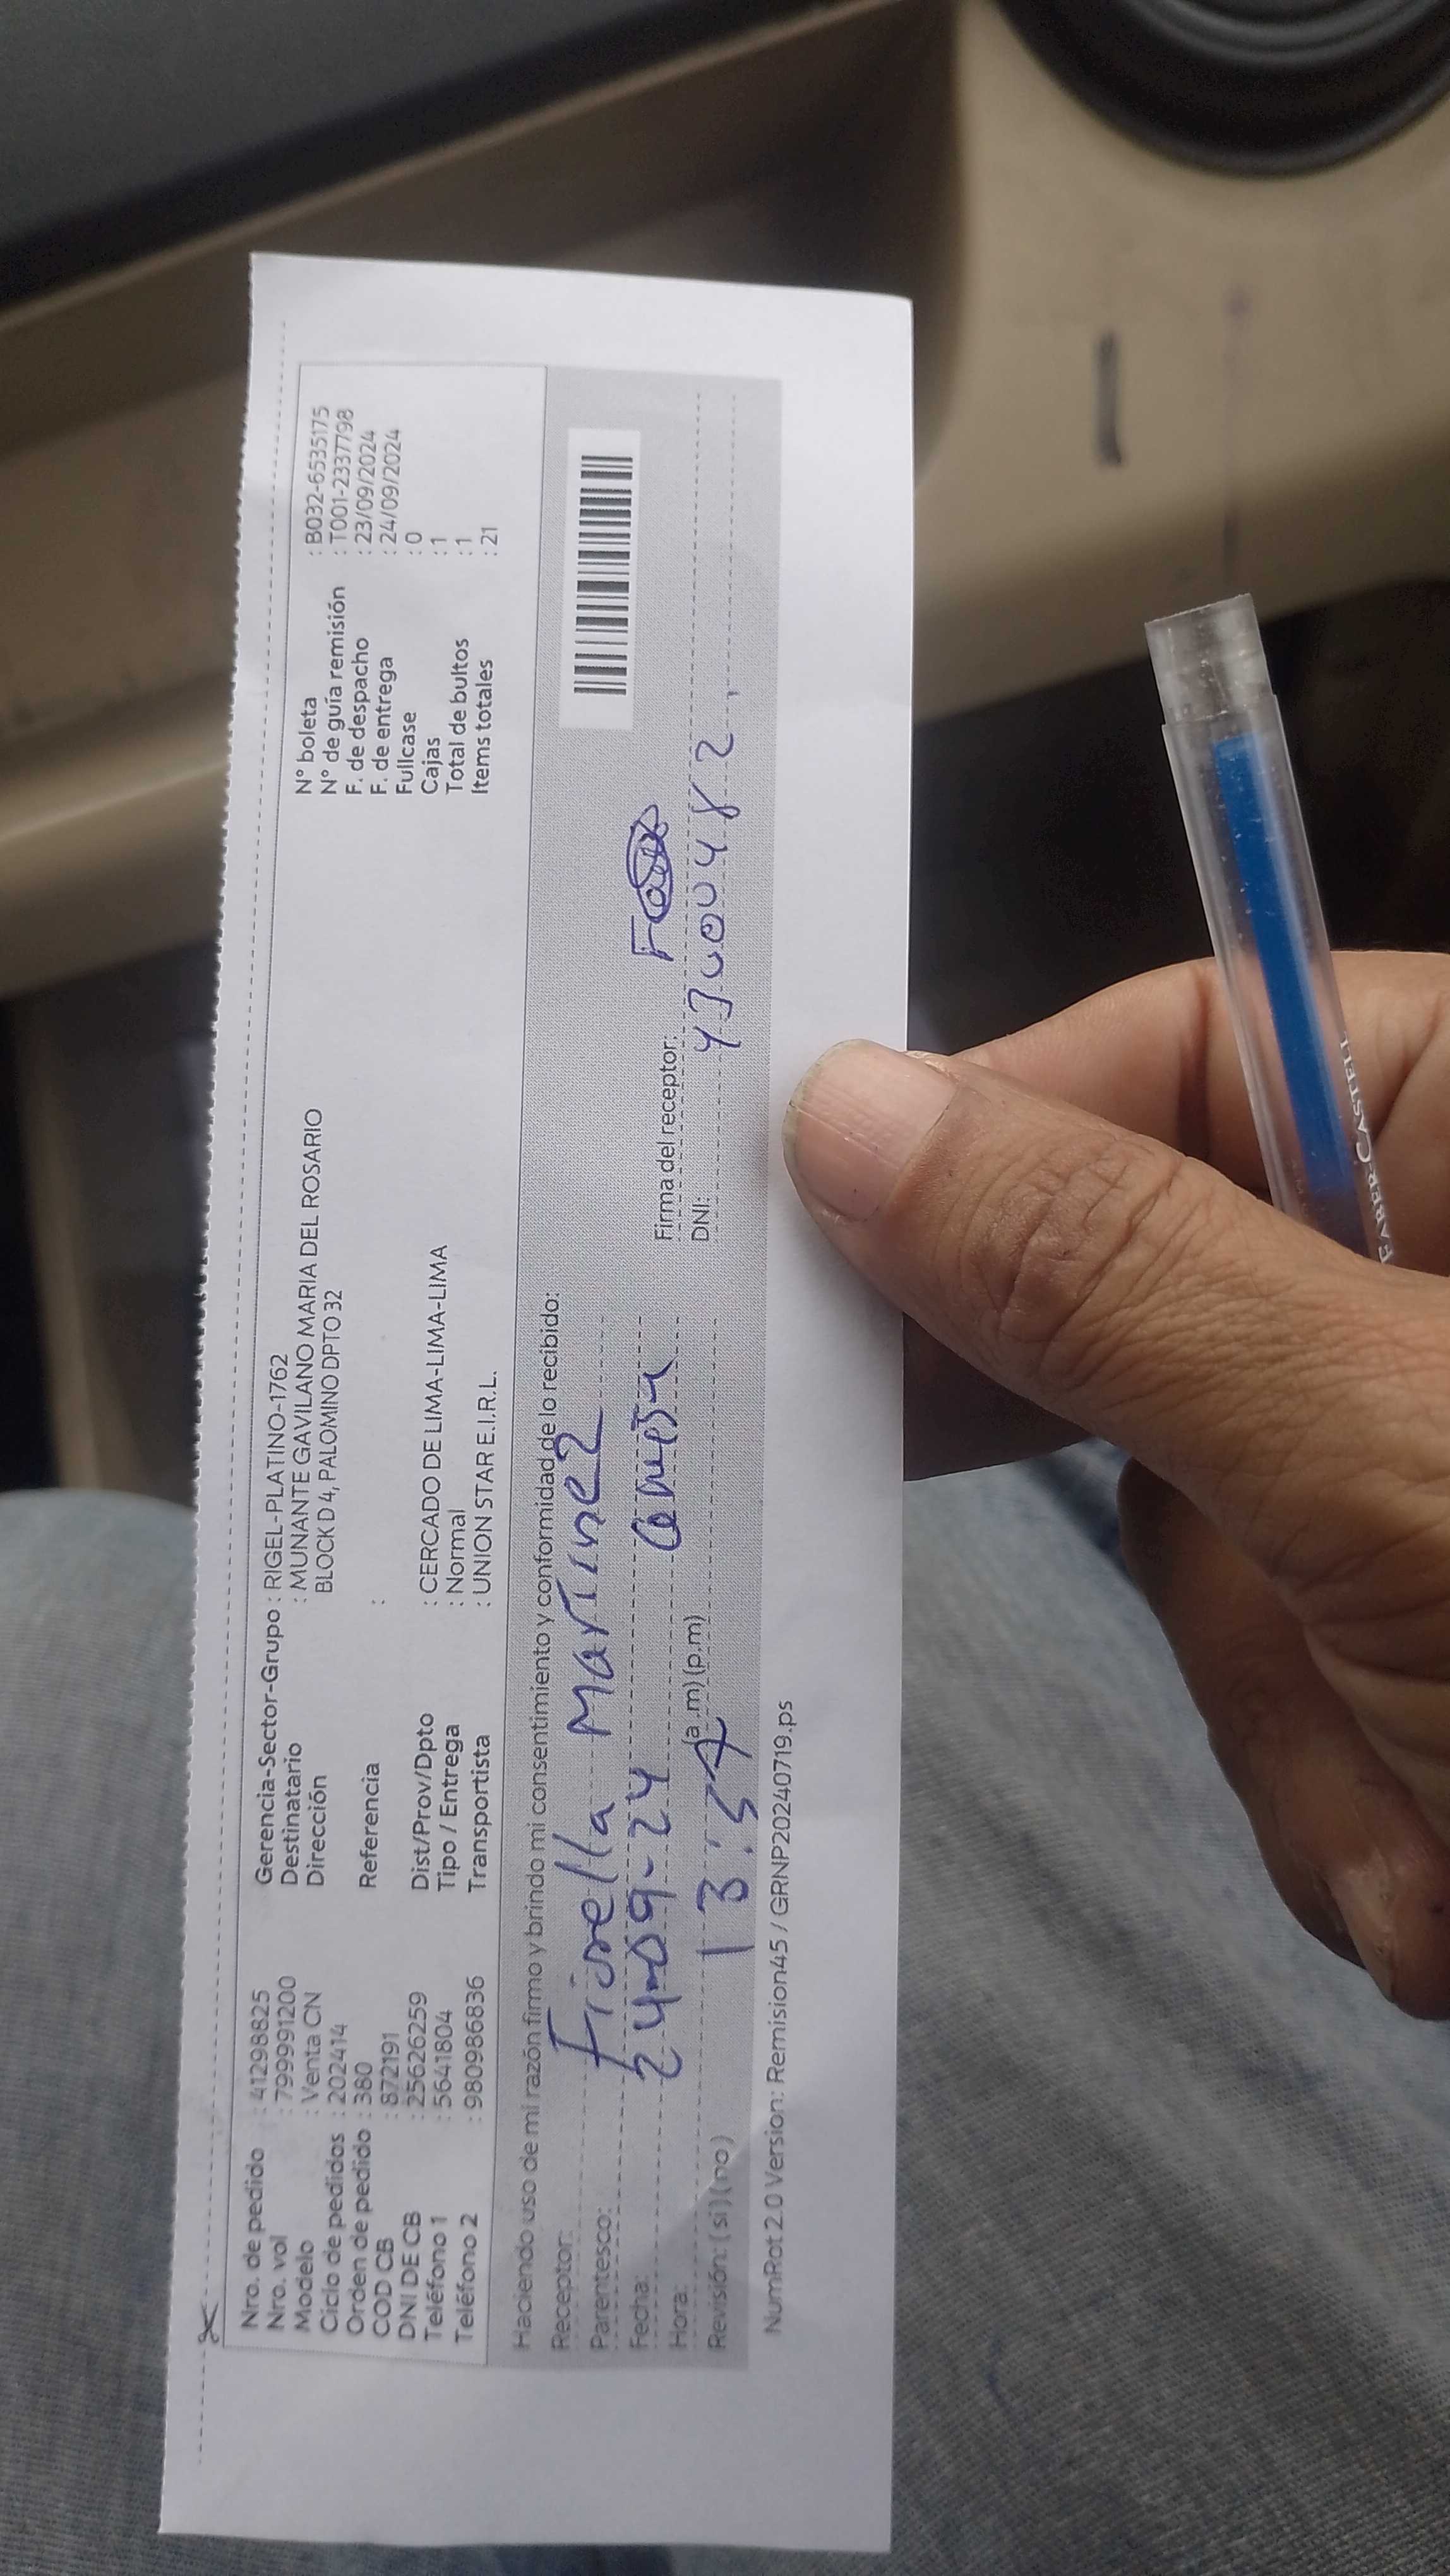 Nro. de pedido : 41298825
Nro. vol : 799991200
Modelo : Venta CN
Ciclo de pedidos : 202414
Orden de pedido : 380
COD CB : 872191
DNI DE CB : 25626259
Teléfono 1 : 5641804
Teléfono 2 : 980986836
Gerencia-Sector-Grupo : RIGEL-PLATINO-1762
Destinatario : MUNANTE GAVILANO MARIA DEL ROSARIO
Dirección BLOCK D 4, PALOMINO DPTO 32
Referencia :
Dist/Prov/Dpto : CERCADO DE LIMA-LIMA-LIMA
Tipo / Entrega : Normal
Transportista : UNION STAR E.I.R.L.
N° boleta : B032-6535175
N° de guía remisión : T001-2337798
F. de despacho : 23/09/2024
F. de entrega : 24/09/2024
Fullcase : 0
Cajas : 1
Total de bultos : 1
Items totales : 21
Haciendo uso de mi razón firmo y brindo mi consentimiento y conformidad de lo recibido:
Receptor: Fiorella Martinez
Parentesco:
Fecha: 24-09-24
Hora: 13:57 (a.m) (p.m)
Revisión: (si) (no)
Firma del receptor:
DNI:
NumRot 2.0 Version: Remision45 / GRNP20240719.ps
FABER-CASTELL